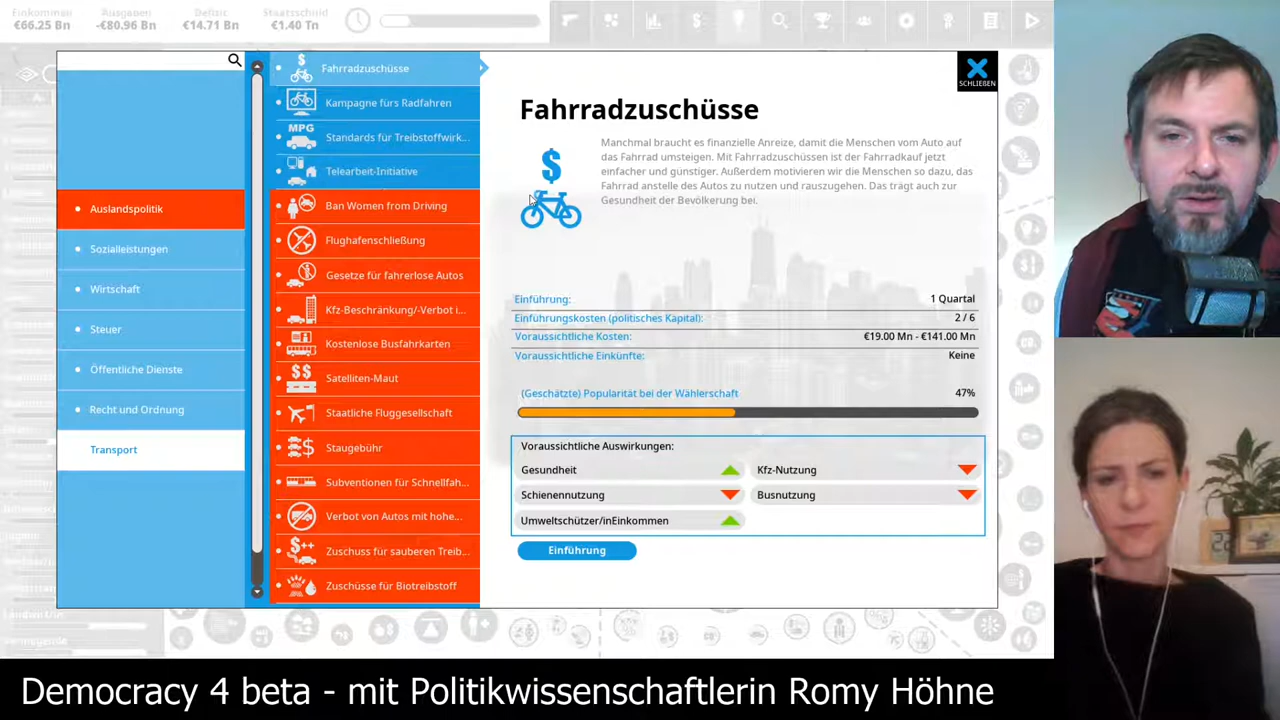 Einkommen
Ausgaben
Defizit
Staatsschuld
€66.25 Bn
-€80.96 Bn
€14.71 Bn
€1.40 Tn
Auslandspolitik
Sozialleistungen
Wirtschaft
Steuer
Öffentliche Dienste
Recht und Ordnung
Transport
Fahrradzuschüsse
Kampagne fürs Radfahren
MPG
Standards für Treibstoffwirk...
Telearbeit-Initiative
Ban Women from Driving
Flughafenschließung
Gesetze für fahrerlose Autos
Kfz-Beschränkung/-Verbot i...
Kostenlose Busfahrkarten
Satelliten-Maut
Staatliche Fluggesellschaft
Staugebühr
Subventionen für Schnellfah...
Verbot von Autos mit hohe...
Zuschuss für sauberen Treib...
Zuschüsse für Biotreibstoff
SCHLIEßEN
Fahrradzuschüsse
Manchmal braucht es finanzielle Anreize, damit die Menschen vom Auto auf
das Fahrrad umsteigen. Mit Fahrradzuschüssen ist der Fahrradkauf jetzt
einfacher und günstiger. Außerdem motivieren wir die Menschen so dazu, das
Fahrrad anstelle des Autos zu nutzen und rauszugehen. Das trägt auch zur
Gesundheit der Bevölkerung bei.
Einführung: 1 Quartal
Einführungskosten (politisches Kapital): 2 / 6
Voraussichtliche Kosten: €19.00 Mn - €141.00 Mn
Voraussichtliche Einkünfte: Keine
(Geschätzte) Popularität bei der Wählerschaft 47%
Voraussichtliche Auswirkungen:
Gesundheit
Kfz-Nutzung
Schienennutzung
Busnutzung
Umweltschützer/inEinkommen
Einführung
Democracy 4 beta - mit Politikwissenschaftlerin Romy Höhne